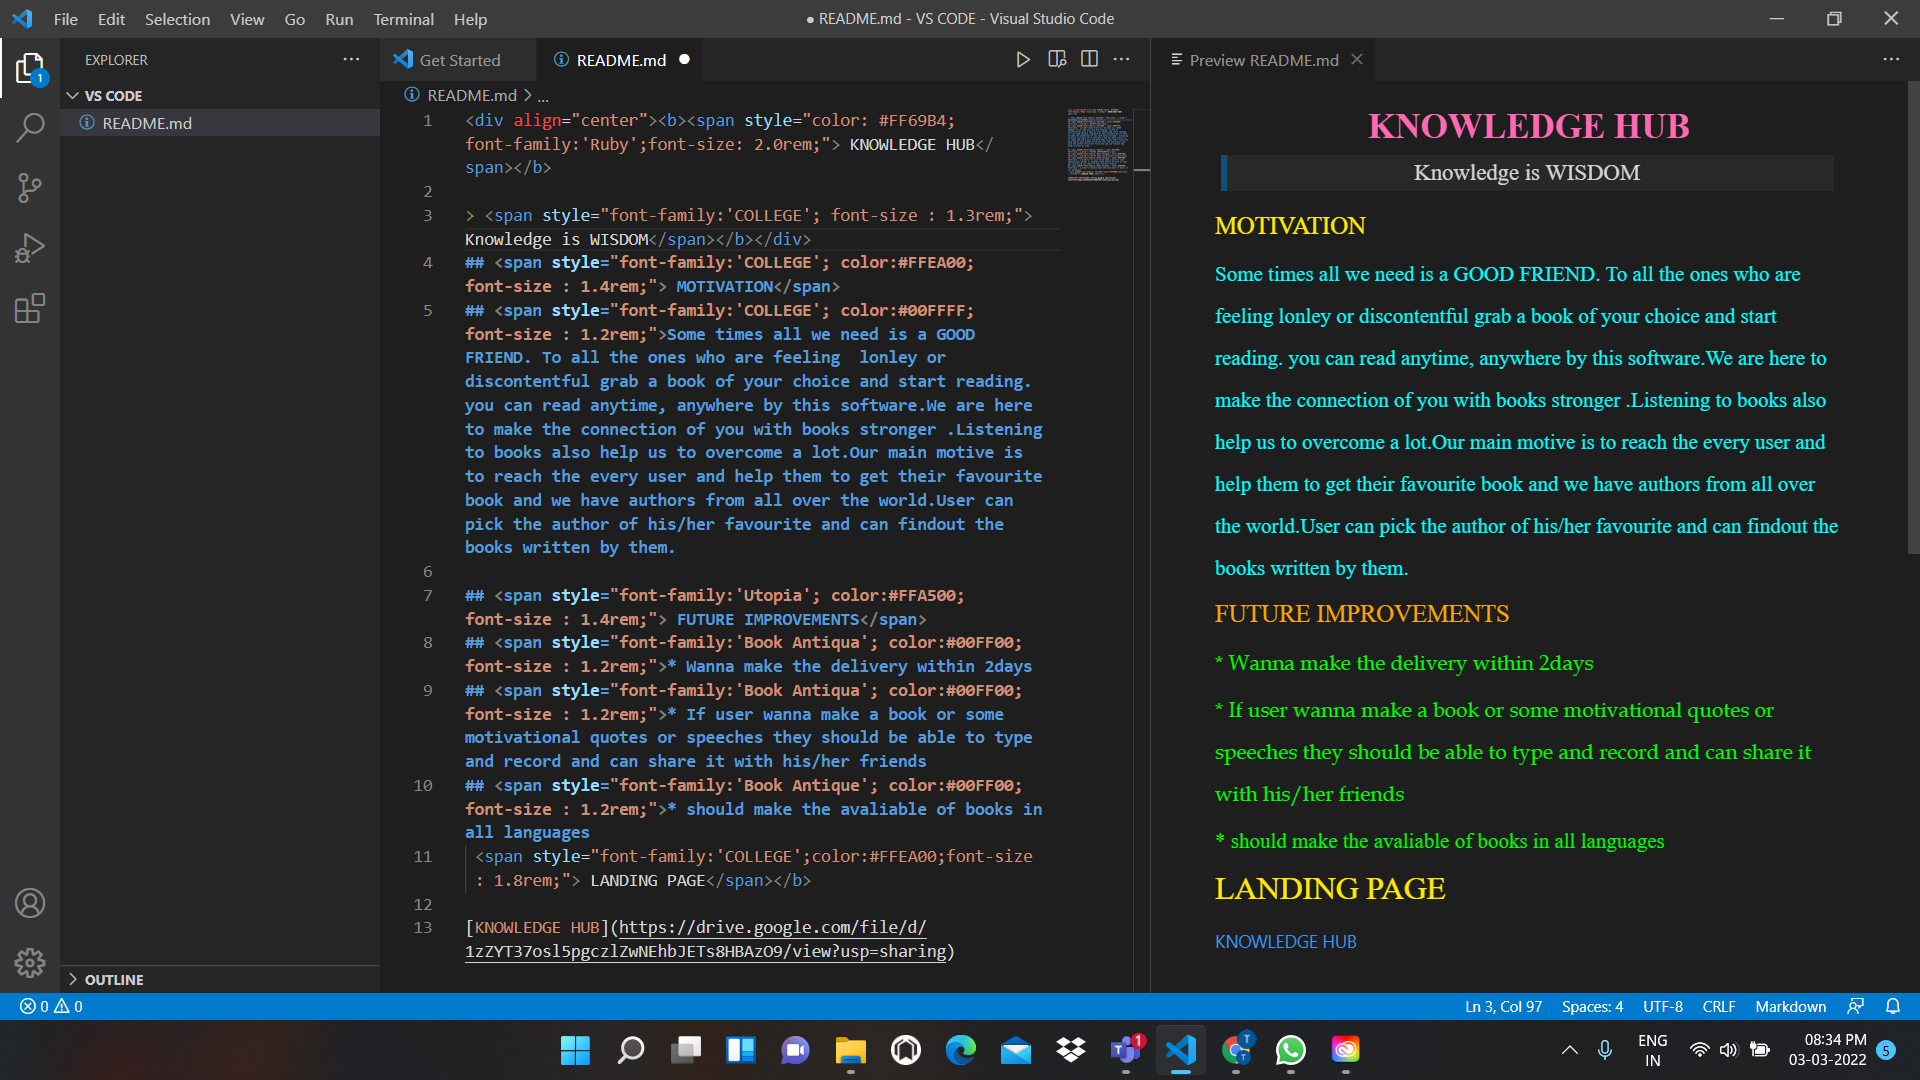 File Edit Selection View Go Run Terminal Help
● README.md - VS CODE - Visual Studio Code
EXPLORER
VS CODE
README.md
OUTLINE
1
Get Started
README.md
README.md > ...
1 <div align="center"><b><span style="color: #FF69B4;
font-family:'Ruby';font-size: 2.0rem;"> KNOWLEDGE HUB</
span></b>
2
3 > <span style="font-family:'COLLEGE'; font-size : 1.3rem;">
Knowledge is WISDOM</span></b></div>
4 ## <span style="font-family:'COLLEGE'; color:#FFEA00;
font-size : 1.4rem;"> MOTIVATION</span>
5 ## <span style="font-family:'COLLEGE'; color:#00FFFF;
font-size : 1.2rem;">Some times all we need is a GOOD
FRIEND. To all the ones who are feeling  lonley or
discontentful grab a book of your choice and start reading.
you can read anytime, anywhere by this software.We are here
to make the connection of you with books stronger .Listening
to books also help us to overcome a lot.Our main motive is
to reach the every user and help them to get their favourite
book and we have authors from all over the world.User can
pick the author of his/her favourite and can findout the
books written by them.
6
7 ## <span style="font-family:'Utopia'; color:#FFA500;
font-size : 1.4rem;"> FUTURE IMPROVEMENTS</span>
8 ## <span style="font-family:'Book Antiqua'; color:#00FF00;
font-size : 1.2rem;">* Wanna make the delivery within 2days
9 ## <span style="font-family:'Book Antiqua'; color:#00FF00;
font-size : 1.2rem;">* If user wanna make a book or some
motivational quotes or speeches they should be able to type
and record and can share it with his/her friends
10 ## <span style="font-family:'Book Antique'; color:#00FF00;
font-size : 1.2rem;">* should make the avaliable of books in
all languages
11 <span style="font-family:'COLLEGE';color:#FFEA00;font-size
: 1.8rem;"> LANDING PAGE</span></b>
12
13 [KNOWLEDGE HUB](https://drive.google.com/file/d/
1zZYT37osl5pgczlZwNEhbJETs8HBAzO9/view?usp=sharing)
Preview README.md
KNOWLEDGE HUB
Knowledge is WISDOM
MOTIVATION
Some times all we need is a GOOD FRIEND. To all the ones who are
feeling lonley or discontentful grab a book of your choice and start
reading. you can read anytime, anywhere by this software.We are here to
make the connection of you with books stronger .Listening to books also
help us to overcome a lot.Our main motive is to reach the every user and
help them to get their favourite book and we have authors from all over
the world.User can pick the author of his/her favourite and can findout the
books written by them.
FUTURE IMPROVEMENTS
* Wanna make the delivery within 2days
* If user wanna make a book or some motivational quotes or
speeches they should be able to type and record and can share it
with his/her friends
* should make the avaliable of books in all languages
LANDING PAGE
KNOWLEDGE HUB
0 0
Ln 3, Col 97 Spaces: 4 UTF-8 CRLF Markdown
1
T
T
T
ENG
IN
08:34 PM
03-03-2022
5